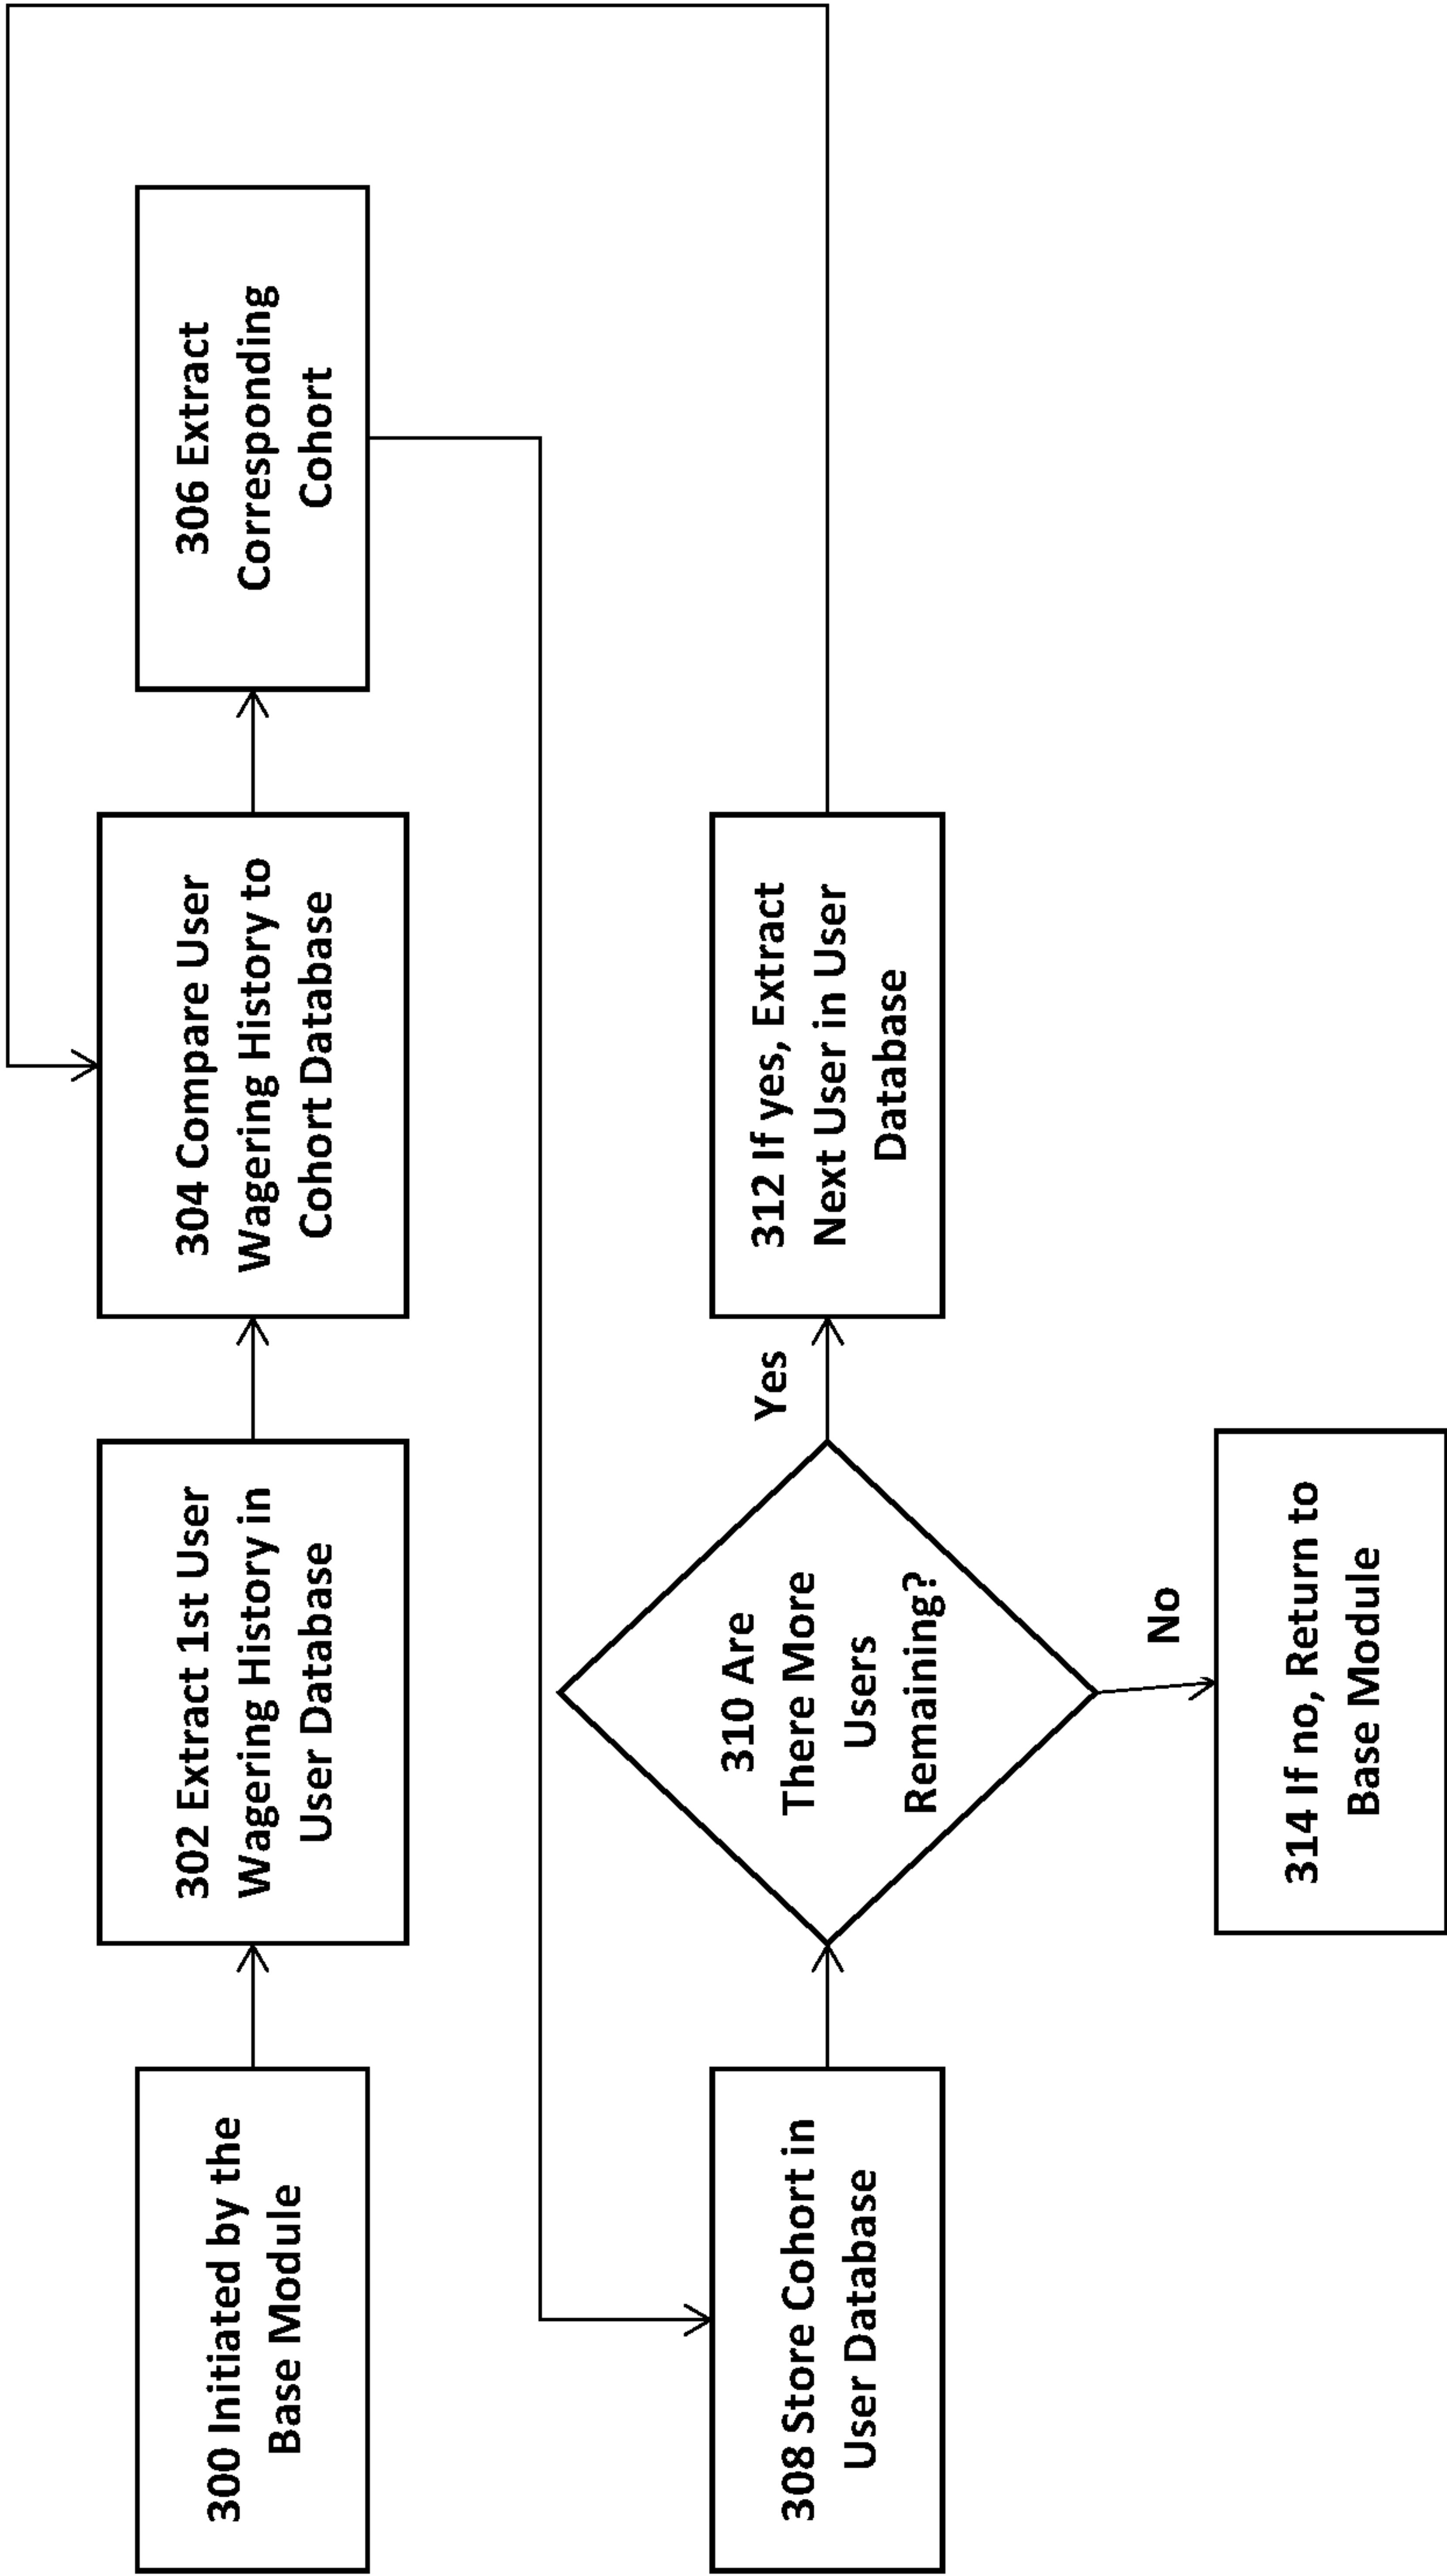 300 Initiated by the
Base Module
302 Extract 1st User
Wagering History in
User Database
304 Compare User
Wagering History to
Cohort Database
306 Extract
Corresponding
Cohort
308 Store Cohort in
User Database
310 Are
There More
Users
Remaining?
Yes
312 If yes, Extract
Next User in User
Database
No
314 If no, Return to
Base Module